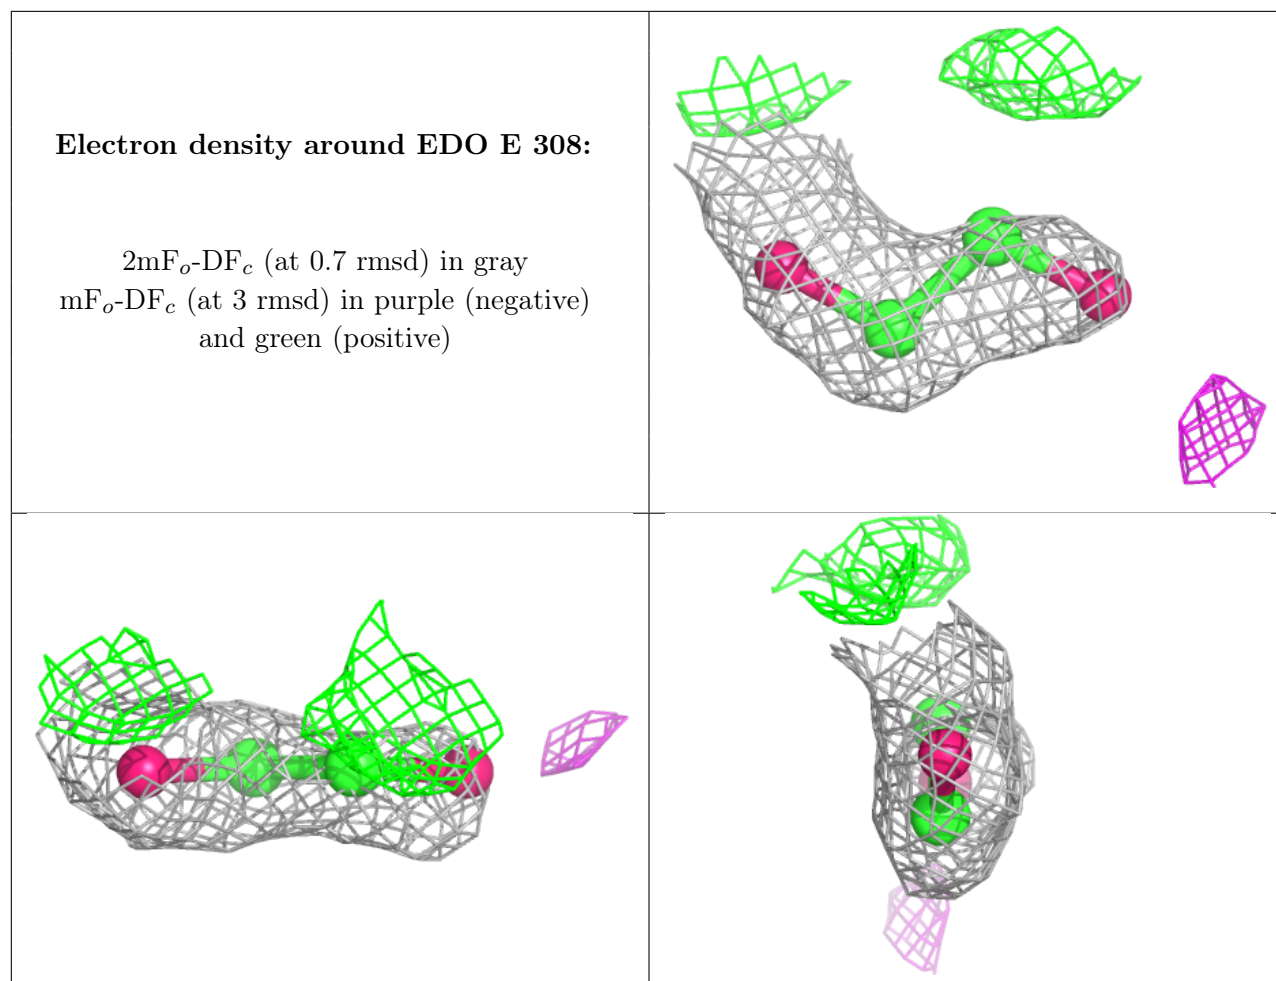 Electron density around EDO E 308:
2mFₒ-DF𝒸 (at 0.7 rmsd) in gray
mFₒ-DF𝒸 (at 3 rmsd) in purple (negative)
and green (positive)